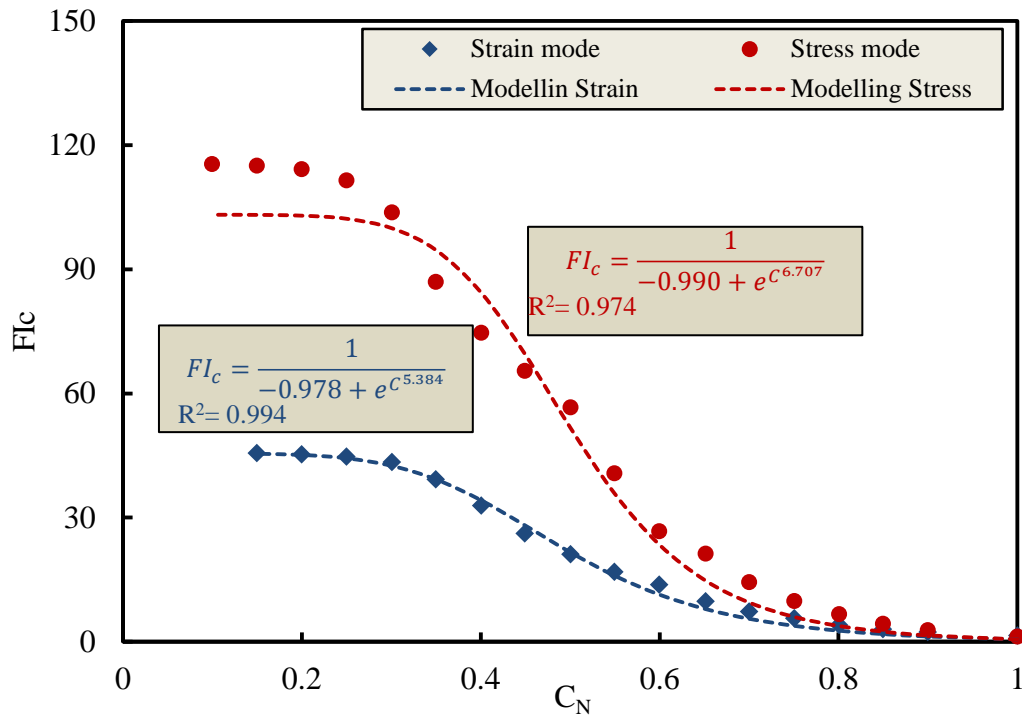 150
120
90
60
30
0
FIc
Strain mode
Stress mode
Modellin Strain
Modelling Stress
FI_c = 1 / (−0.990 + e^{C^{6.707}})
R²= 0.974
FI_c = 1 / (−0.978 + e^{C^{5.384}})
R²= 0.994
0 0.2 0.4 0.6 0.8 1
C_N